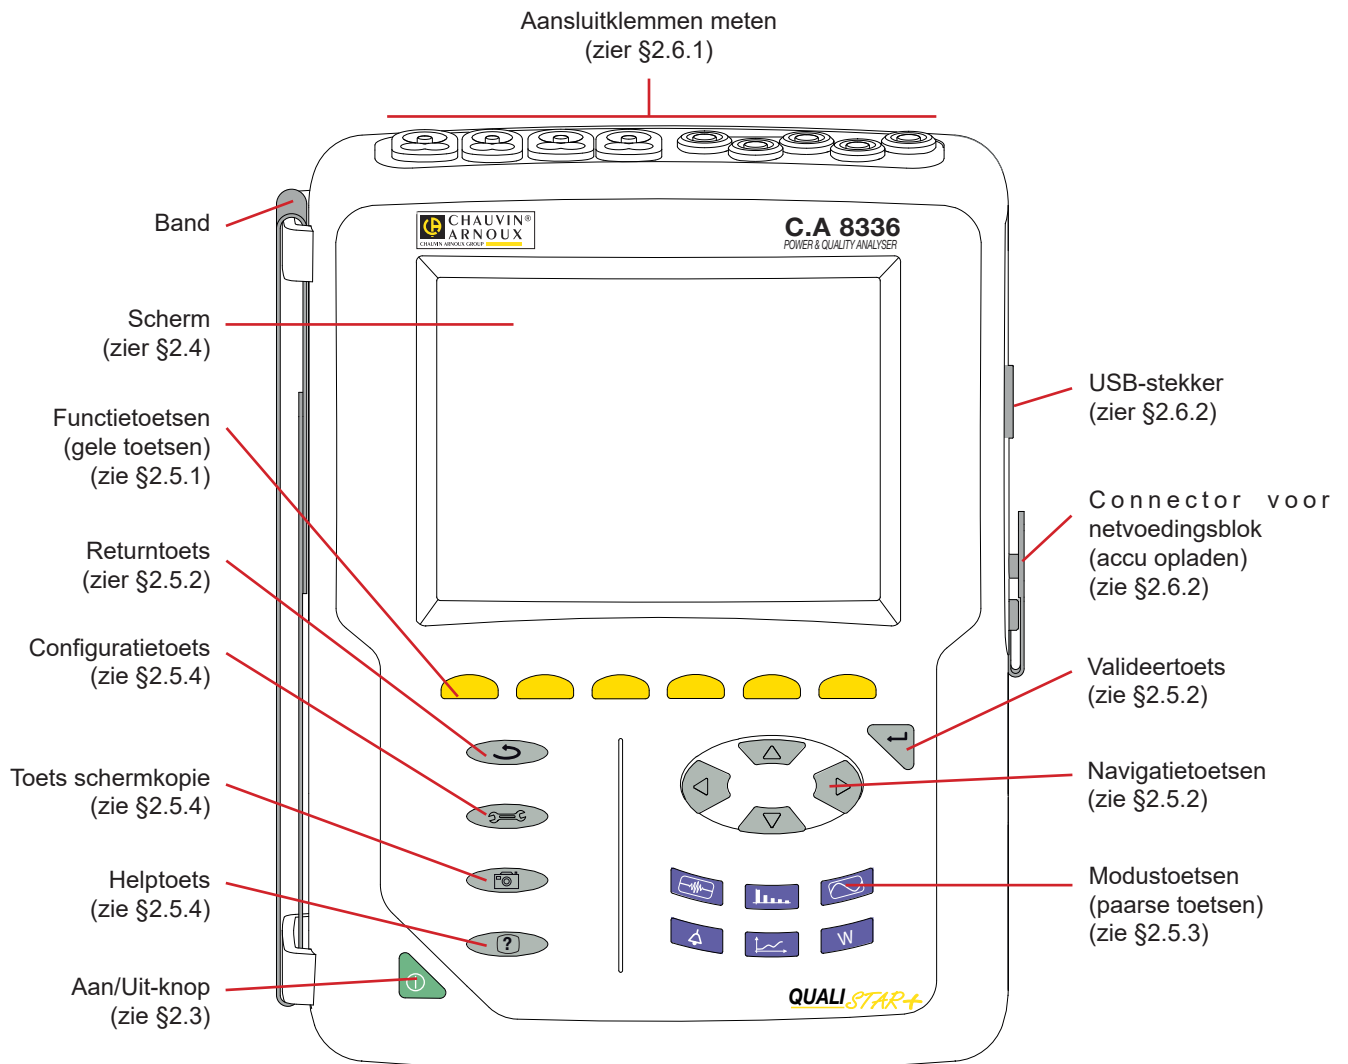 Aansluitklemmen meten
(zier §2.6.1)
Band
CHAUVIN®
ARNOUX
CHAUVIN ARNOUX GROUP
C.A 8336
POWER & QUALITY ANALYSER
Scherm
(zier §2.4)
Functietoetsen
(gele toetsen)
(zie §2.5.1)
Returntoets
(zier §2.5.2)
Configuratietoets
(zie §2.5.4)
Toets schermkopie
(zie §2.5.4)
Helptoets
(zie §2.5.4)
Aan/Uit-knop
(zie §2.3)
USB-stekker
(zier §2.6.2)
Connector voor
netvoedingsblok
(accu opladen)
(zie §2.6.2)
Valideertoets
(zie §2.5.2)
Navigatietoetsen
(zie §2.5.2)
Modustoetsen
(paarse toetsen)
(zie §2.5.3)
?
W
QUALISTAR+